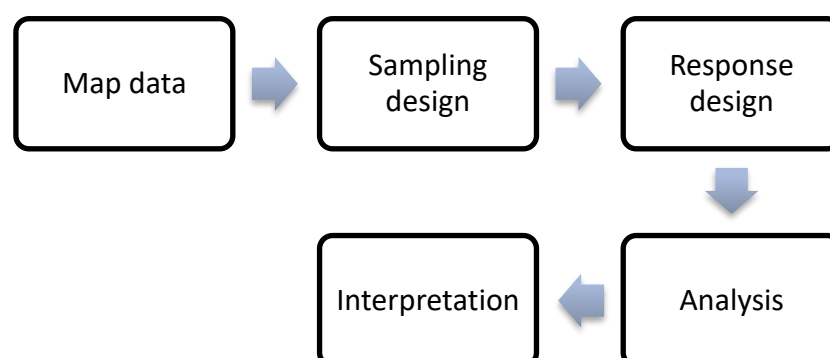 Map data
Sampling
design
Response
design
Interpretation
Analysis